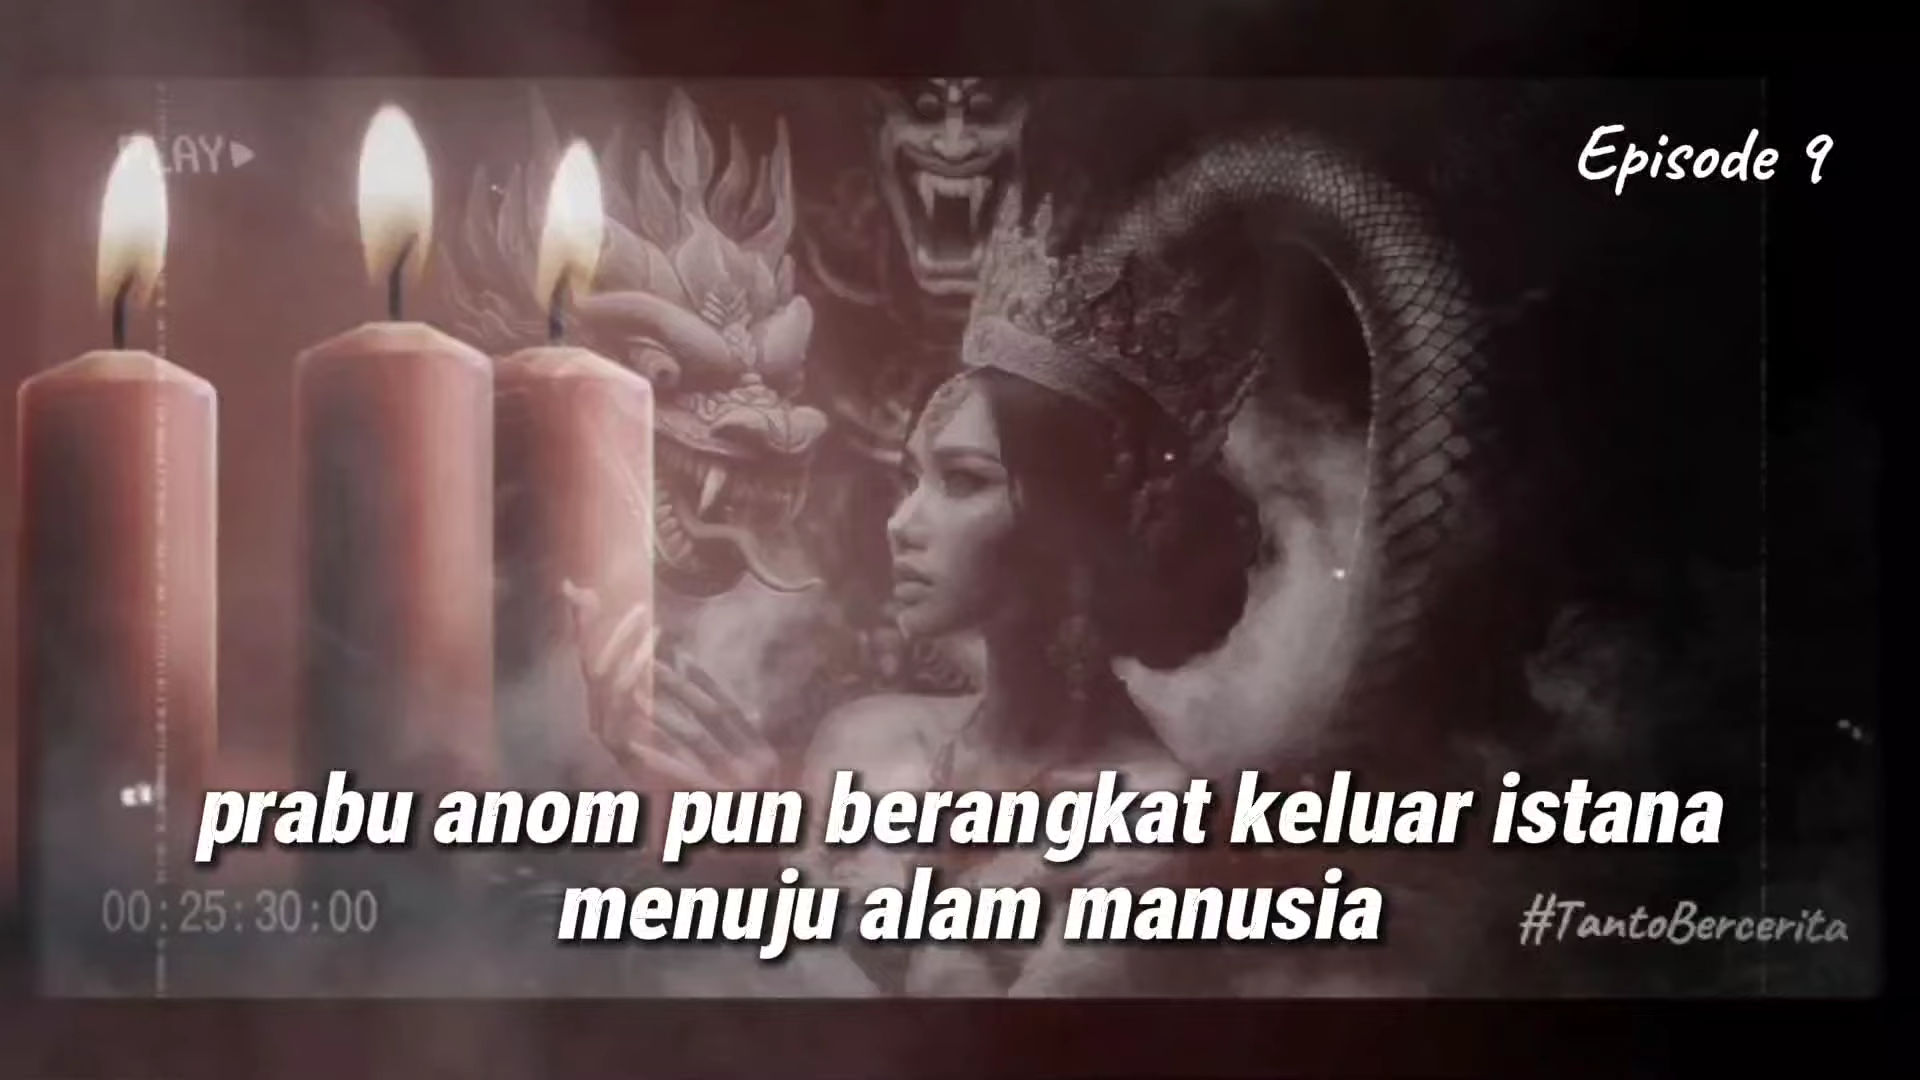 PLAY
Episode 9
prabu anom pun berangkat keluar istana
menuju alam manusia
00:25:30:00
#TantoBercerita